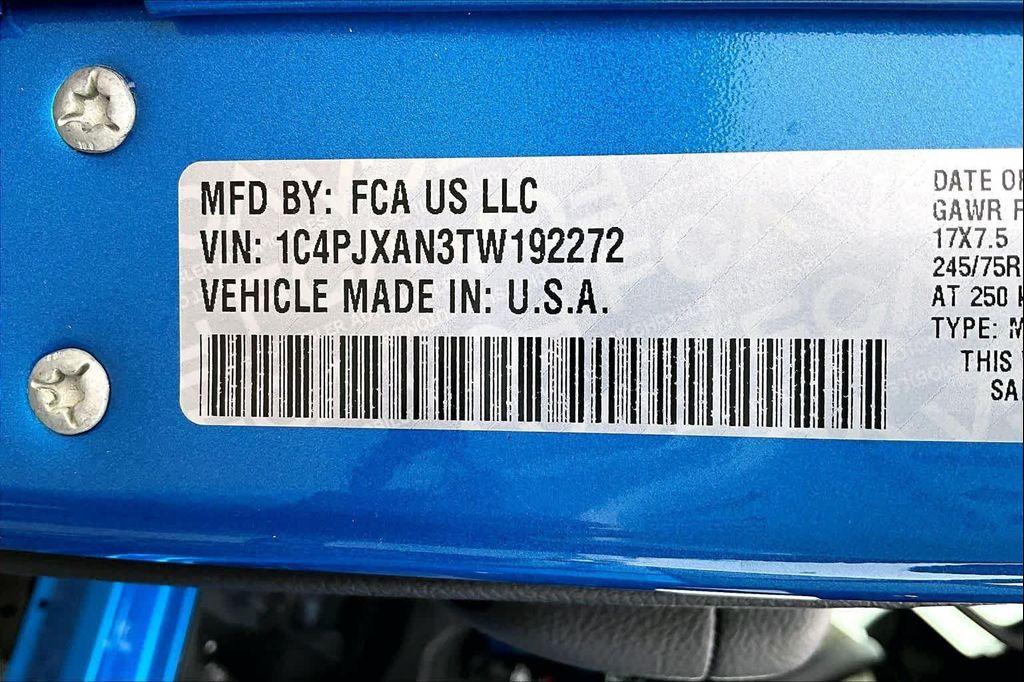 MFD BY: FCA US LLC
VIN: 1C4PJXAN3TW192272
VEHICLE MADE IN: U.S.A.
DATE
GAWR
17X7.5
245/75R
AT 250
TYPE:
THIS